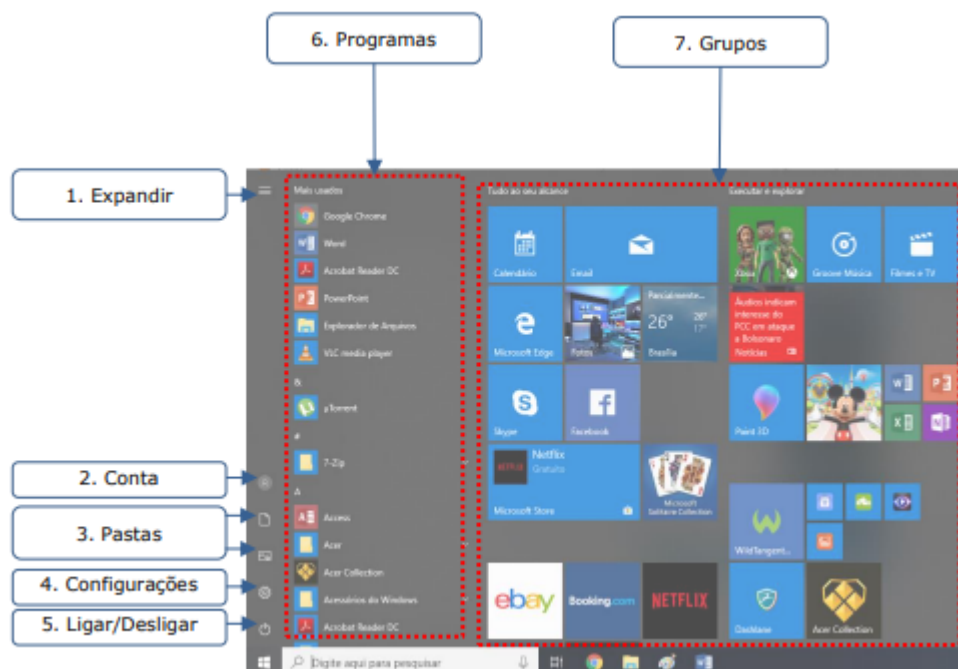 6. Programas
7. Grupos
1. Expandir
2. Conta
3. Pastas
4. Configurações
5. Ligar/Desligar
Mais usados
Google Chrome
Word
Acrobat Reader DC
PowerPoint
Explorador de Arquivos
VLC media player
&
µTorrent
#
7-Zip
A
Access
Acer
Acer Collection
Acessórios do Windows
Acrobat Reader DC
Tudo ao seu alcance
Calendário
Email
Microsoft Edge
Fotos
Parcialmente...
26° 28°
17°
Brasília
Skype
Facebook
NETFLIX
Netflix
Gratuito
Microsoft Store
Microsoft
Solitaire Collection
ebay
Booking.com
NETFLIX
Executar e explorar
Xbox
Groove Música
Filmes e TV
Áudios indicam
interesse do
PCC em ataque
a Bolsonaro
Notícias
Paint 3D
WildTangent...
Dashlane
Acer Collection
Digite aqui para pesquisar